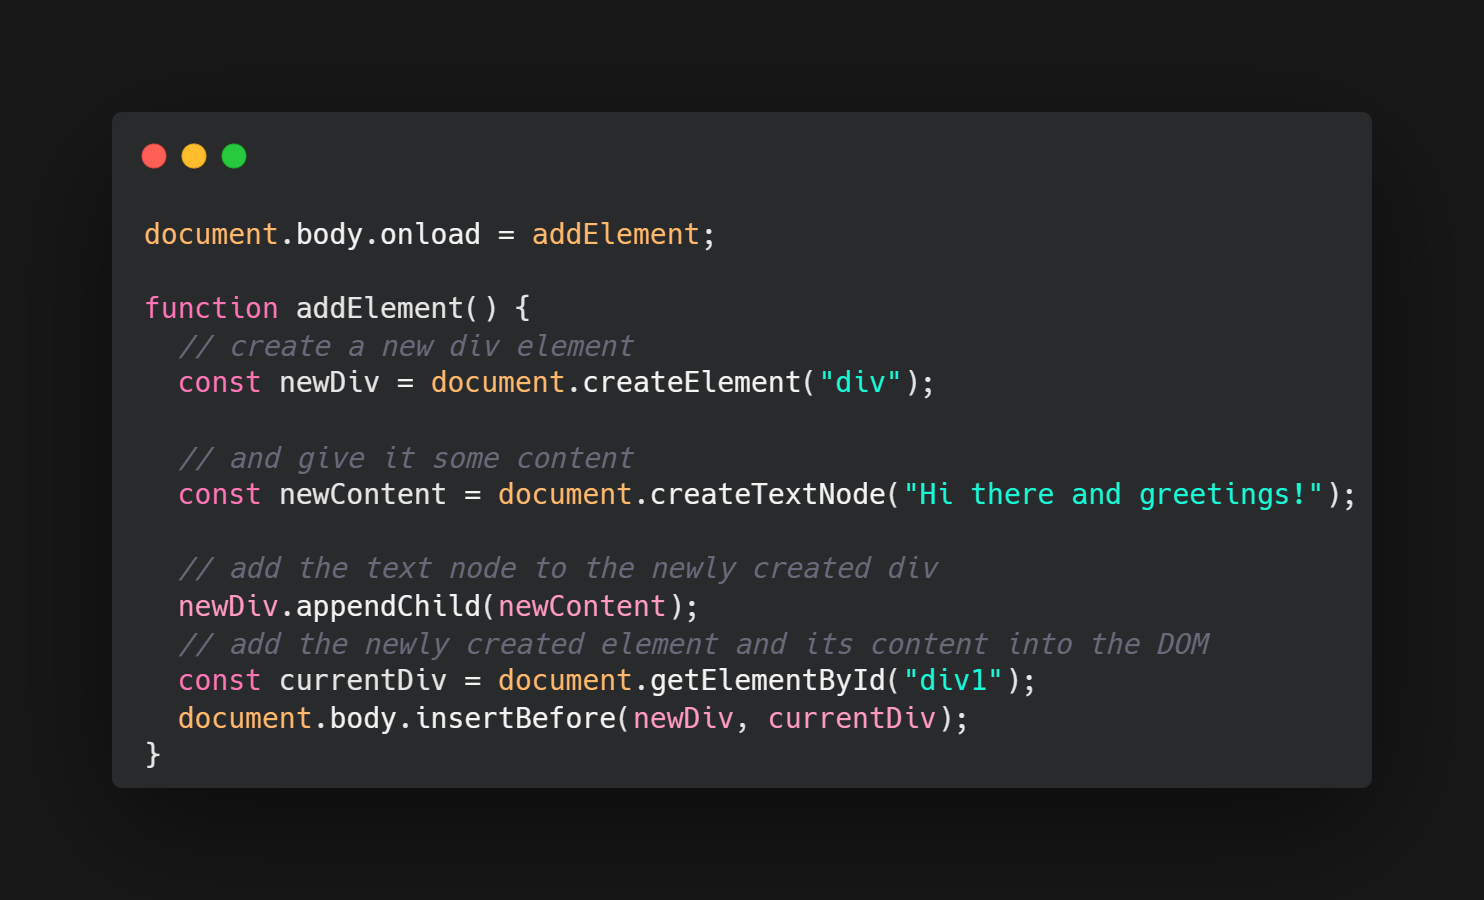 document.body.onload = addElement;
function addElement() {
// create a new div element
const newDiv = document.createElement("div");
// and give it some content
const newContent = document.createTextNode("Hi there and greetings!");
// add the text node to the newly created div
newDiv.appendChild(newContent);
// add the newly created element and its content into the DOM
const currentDiv = document.getElementById("div1");
document.body.insertBefore(newDiv, currentDiv);
}